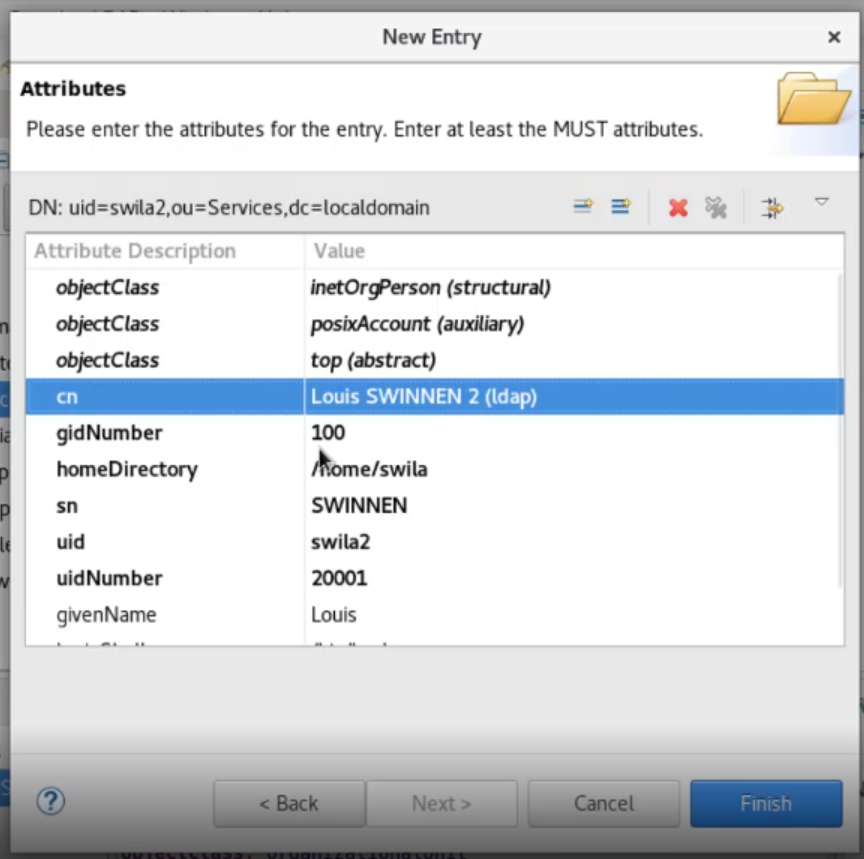 New Entry
Attributes
Please enter the attributes for the entry. Enter at least the MUST attributes.
DN: uid=swila2,ou=Services,dc=localdomain
Attribute Description Value
objectClass inetOrgPerson (structural)
objectClass posixAccount (auxiliary)
objectClass top (abstract)
cn Louis SWINNEN 2 (ldap)
gidNumber 100
homeDirectory /home/swila
sn SWINNEN
uid swila2
uidNumber 20001
givenName Louis
< Back Next > Cancel Finish